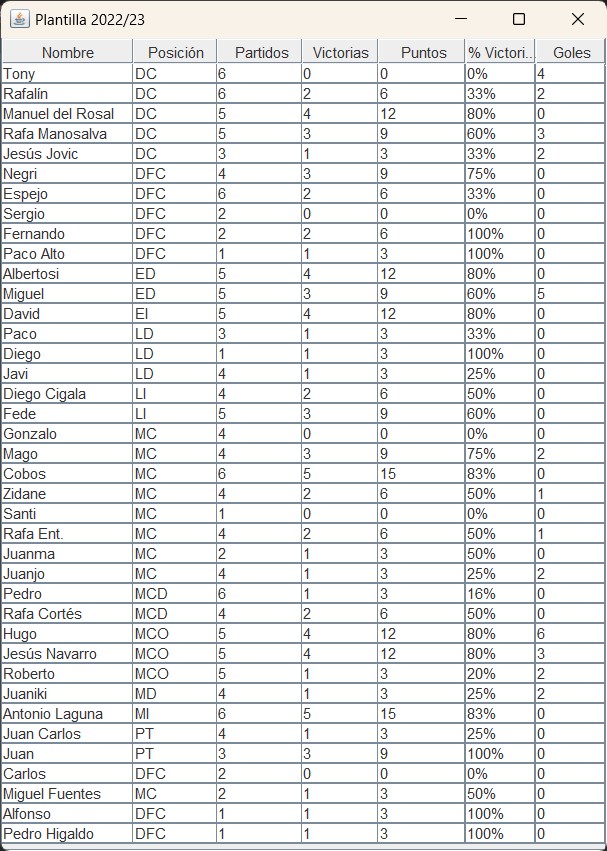 Plantilla 2022/23
Nombre Posición Partidos Victorias Puntos % Victori... Goles
Tony DC 6 0 0 0% 4
Rafalín DC 6 2 6 33% 2
Manuel del Rosal DC 5 4 12 80% 0
Rafa Manosalva DC 5 3 9 60% 3
Jesús Jovic DC 3 1 3 33% 2
Negri DFC 4 3 9 75% 0
Espejo DFC 6 2 6 33% 0
Sergio DFC 2 0 0 0% 0
Fernando DFC 2 2 6 100% 0
Paco Alto DFC 1 1 3 100% 0
Albertosi ED 5 4 12 80% 0
Miguel ED 5 3 9 60% 5
David EI 5 4 12 80% 0
Paco LD 3 1 3 33% 0
Diego LD 1 1 3 100% 0
Javi LD 4 1 3 25% 0
Diego Cigala LI 4 2 6 50% 0
Fede LI 5 3 9 60% 0
Gonzalo MC 4 0 0 0% 0
Mago MC 4 3 9 75% 2
Cobos MC 6 5 15 83% 0
Zidane MC 4 2 6 50% 1
Santi MC 1 0 0 0% 0
Rafa Ent. MC 4 2 6 50% 1
Juanma MC 2 1 3 50% 0
Juanjo MC 4 1 3 25% 2
Pedro MCD 6 1 3 16% 0
Rafa Cortés MCD 4 2 6 50% 0
Hugo MCO 5 4 12 80% 6
Jesús Navarro MCO 5 4 12 80% 3
Roberto MCO 5 1 3 20% 2
Juaniki MD 4 1 3 25% 2
Antonio Laguna MI 6 5 15 83% 0
Juan Carlos PT 4 1 3 25% 0
Juan PT 3 3 9 100% 0
Carlos DFC 2 0 0 0% 0
Miguel Fuentes MC 2 1 3 50% 0
Alfonso DFC 1 1 3 100% 0
Pedro Higaldo DFC 1 1 3 100% 0